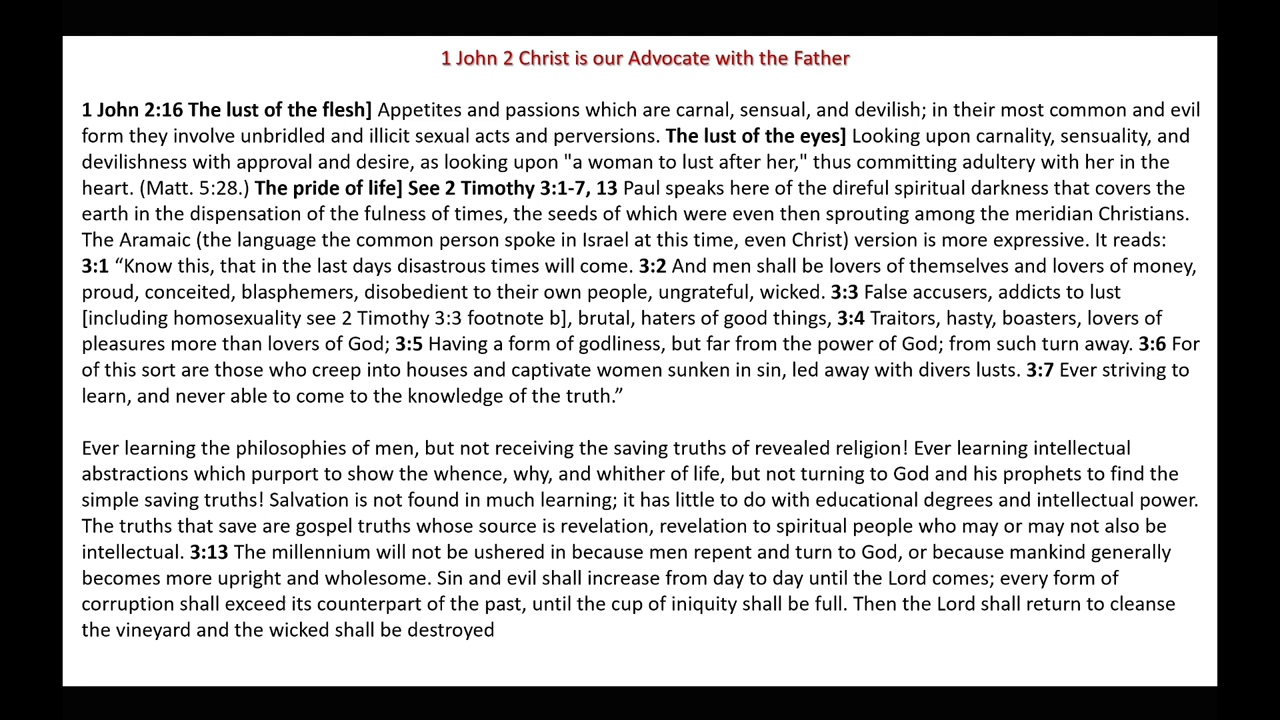 1 John 2 Christ is our Advocate with the Father
1 John 2:16 The lust of the flesh] Appetites and passions which are carnal, sensual, and devilish; in their most common and evil
form they involve unbridled and illicit sexual acts and perversions. The lust of the eyes] Looking upon carnality, sensuality, and
devilishness with approval and desire, as looking upon "a woman to lust after her," thus committing adultery with her in the
heart. (Matt. 5:28.) The pride of life] See 2 Timothy 3:1-7, 13 Paul speaks here of the direful spiritual darkness that covers the
earth in the dispensation of the fulness of times, the seeds of which were even then sprouting among the meridian Christians.
The Aramaic (the language the common person spoke in Israel at this time, even Christ) version is more expressive. It reads:
3:1 “Know this, that in the last days disastrous times will come. 3:2 And men shall be lovers of themselves and lovers of money,
proud, conceited, blasphemers, disobedient to their own people, ungrateful, wicked. 3:3 False accusers, addicts to lust
[including homosexuality see 2 Timothy 3:3 footnote b], brutal, haters of good things, 3:4 Traitors, hasty, boasters, lovers of
pleasures more than lovers of God; 3:5 Having a form of godliness, but far from the power of God; from such turn away. 3:6 For
of this sort are those who creep into houses and captivate women sunken in sin, led away with divers lusts. 3:7 Ever striving to
learn, and never able to come to the knowledge of the truth.”
Ever learning the philosophies of men, but not receiving the saving truths of revealed religion! Ever learning intellectual
abstractions which purport to show the whence, why, and whither of life, but not turning to God and his prophets to find the
simple saving truths! Salvation is not found in much learning; it has little to do with educational degrees and intellectual power.
The truths that save are gospel truths whose source is revelation, revelation to spiritual people who may or may not also be
intellectual. 3:13 The millennium will not be ushered in because men repent and turn to God, or because mankind generally
becomes more upright and wholesome. Sin and evil shall increase from day to day until the Lord comes; every form of
corruption shall exceed its counterpart of the past, until the cup of iniquity shall be full. Then the Lord shall return to cleanse
the vineyard and the wicked shall be destroyed